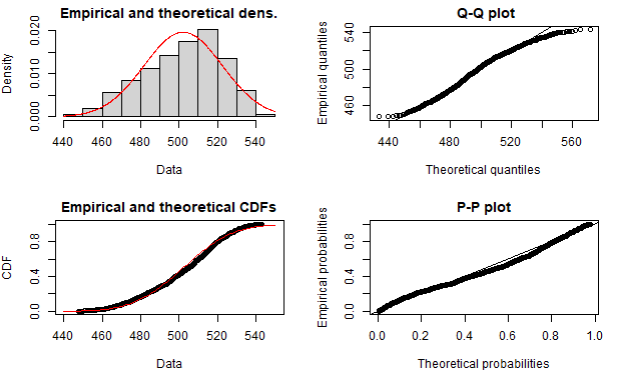 Empirical and theoretical dens.
Density
0.000 0.010 0.020
440 460 480 500 520 540
Data
Q-Q plot
Empirical quantiles
460 500 540
440 480 520 560
Theoretical quantiles
Empirical and theoretical CDFs
CDF
0.0 0.4 0.8
440 460 480 500 520 540
Data
P-P plot
Empirical probabilities
0.0 0.4 0.8
0.0 0.2 0.4 0.6 0.8 1.0
Theoretical probabilities